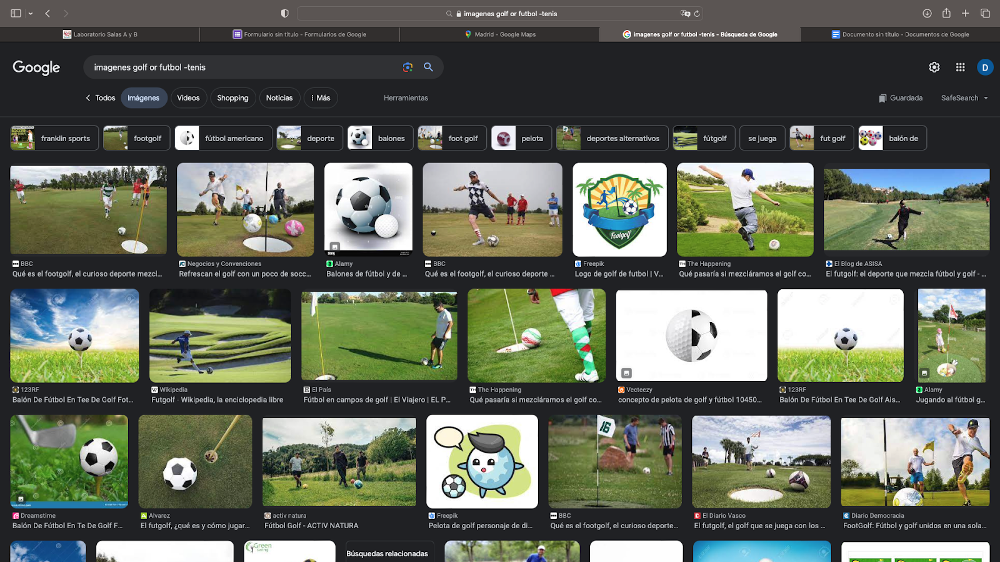 imagenes golf or futbol -tenis
Laboratorio Salas A y B
Formulario sin título - Formularios de Google
Madrid - Google Maps
imagenes golf or futbol -tenis - Búsqueda de Google
Documento sin título - Documentos de Google
Google
imagenes golf or futbol -tenis
D
Todos
Imágenes
Videos
Shopping
Noticias
Más
Herramientas
Guardada
SafeSearch
franklin sports
footgolf
fútbol americano
deporte
balones
foot golf
pelota
deportes alternativos
fútgolf
se juega
fut golf
balón de
Footgolf
BBC
Qué es el footgolf, el curioso deporte mezcl...
Negocios y Convenciones
Refrescan el golf con un poco de socc...
Alamy
Balones de fútbol y de ...
BBC
Qué es el footgolf, el curioso deporte ...
Freepik
Logo de golf de futbol | V...
The Happening
Qué pasaría si mezcláramos el golf co...
El Blog de ASISA
El futgolf: el deporte que mezcla fútbol y golf - ...
123RF
Balón De Fútbol En Tee De Golf Fot...
Wikipedia
Futgolf - Wikipedia, la enciclopedia libre
El País
Fútbol en campos de golf | El Viajero | EL P...
The Happening
Qué pasaría si mezcláramos el golf co...
Vecteezy
concepto de pelota de golf y fútbol 10450...
123RF
Balón De Fútbol En Tee De Golf Ais...
Alamy
Jugando al fútbol g...
16
Dreamstime
Balón De Fútbol En Te De Golf F...
Alvarez
El futgolf, ¿qué es y cómo jugar...
activ natura
Fútbol Golf - ACTIV NATURA
Freepik
Pelota de golf personaje de di...
BBC
Qué es el footgolf, el curioso deporte...
El Diario Vasco
El futgolf, el golf que se juega con los ...
Diario Democracia
FootGolf: Fútbol y golf unidos en una sola...
Green
swing
Búsquedas relacionadas